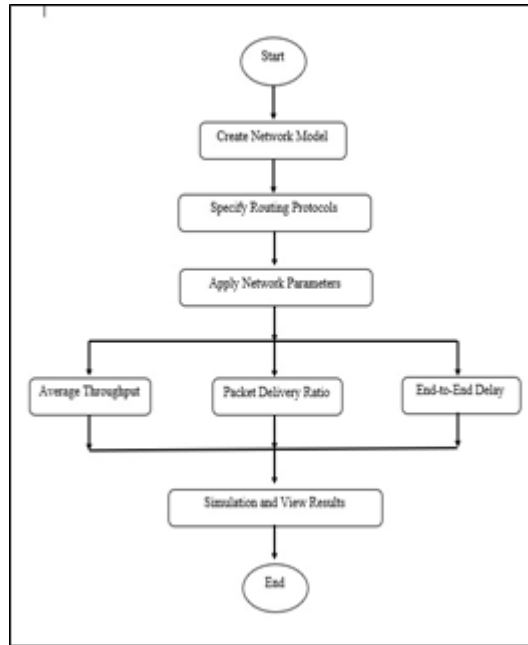 Start
Create Network Model
Specify Routing Protocols
Apply Network Parameters
Average Throughput
Packet Delivery Ratio
End-to-End Delay
Simulation and View Results
End